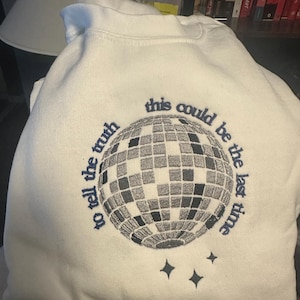 to tell the truth
this could be the last time